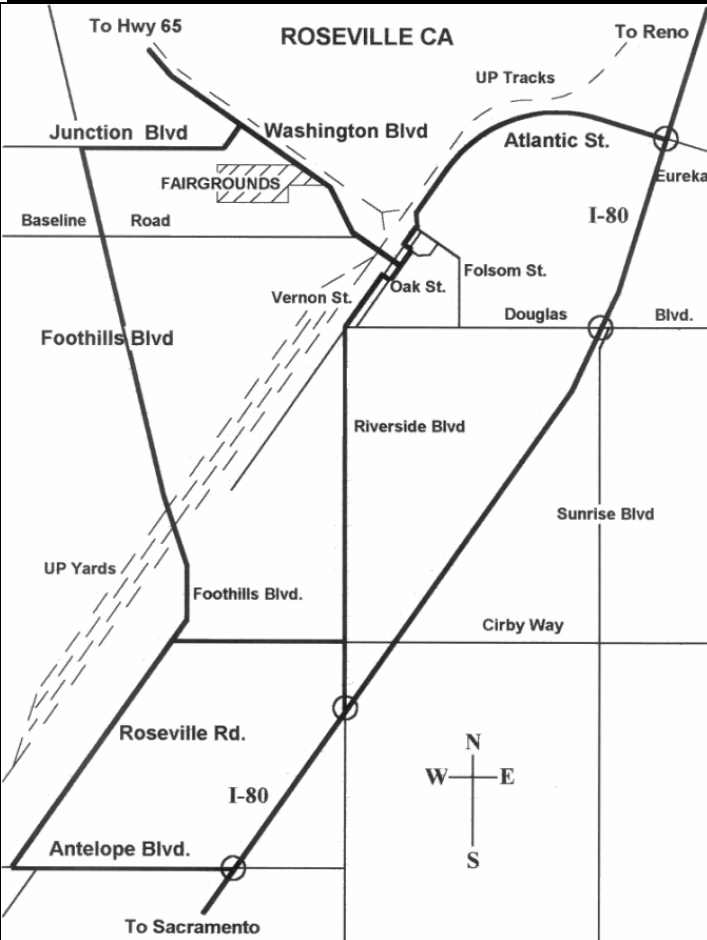 To Hwy 65
ROSEVILLE CA
To Reno
UP Tracks
Junction Blvd
Washington Blvd
Atlantic St.
FAIRGROUNDS
Eureka
Baseline Road
I-80
Folsom St.
Vernon St.
Oak St.
Douglas Blvd.
Foothills Blvd
Riverside Blvd
Sunrise Blvd
UP Yards
Foothills Blvd.
Cirby Way
Roseville Rd.
N
W E
I-80
S
Antelope Blvd.
To Sacramento